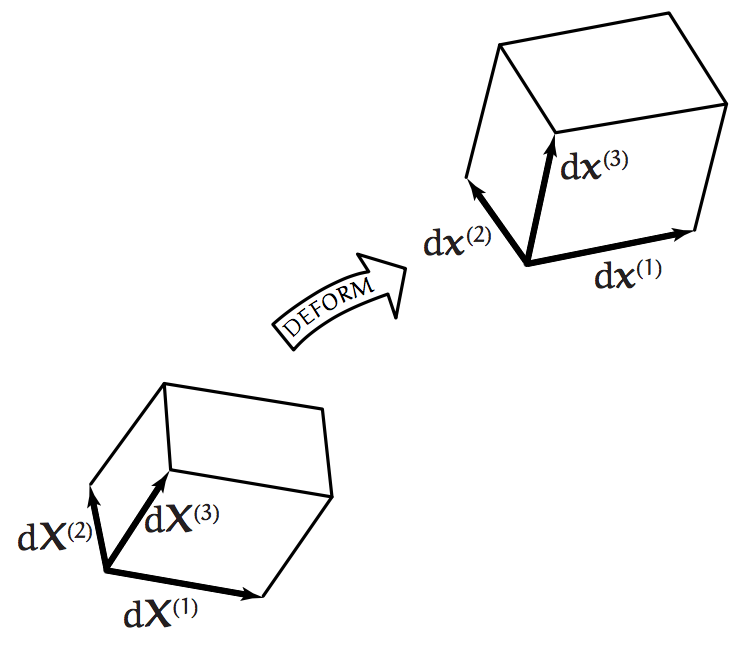 dx(3)
dx(2)
dx(1)
DEFORM
dX(3)
dX(2)
dX(1)